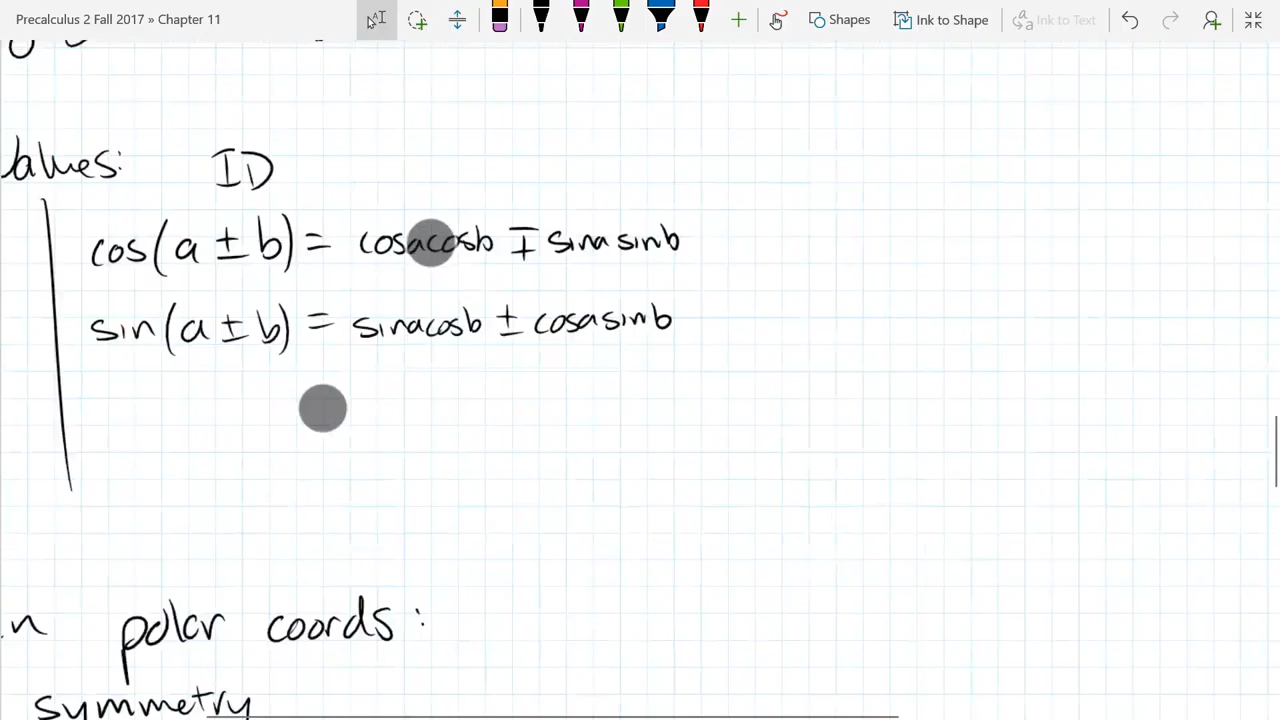 Precalculus 2 Fall 2017 » Chapter 11
Shapes
Ink to Shape
Ink to Text
ID
cos(a ± b) = cosacosb ∓ sinasinb
sin(a ± b) = sinacosb ± cosasinb
polar coords:
symmetry